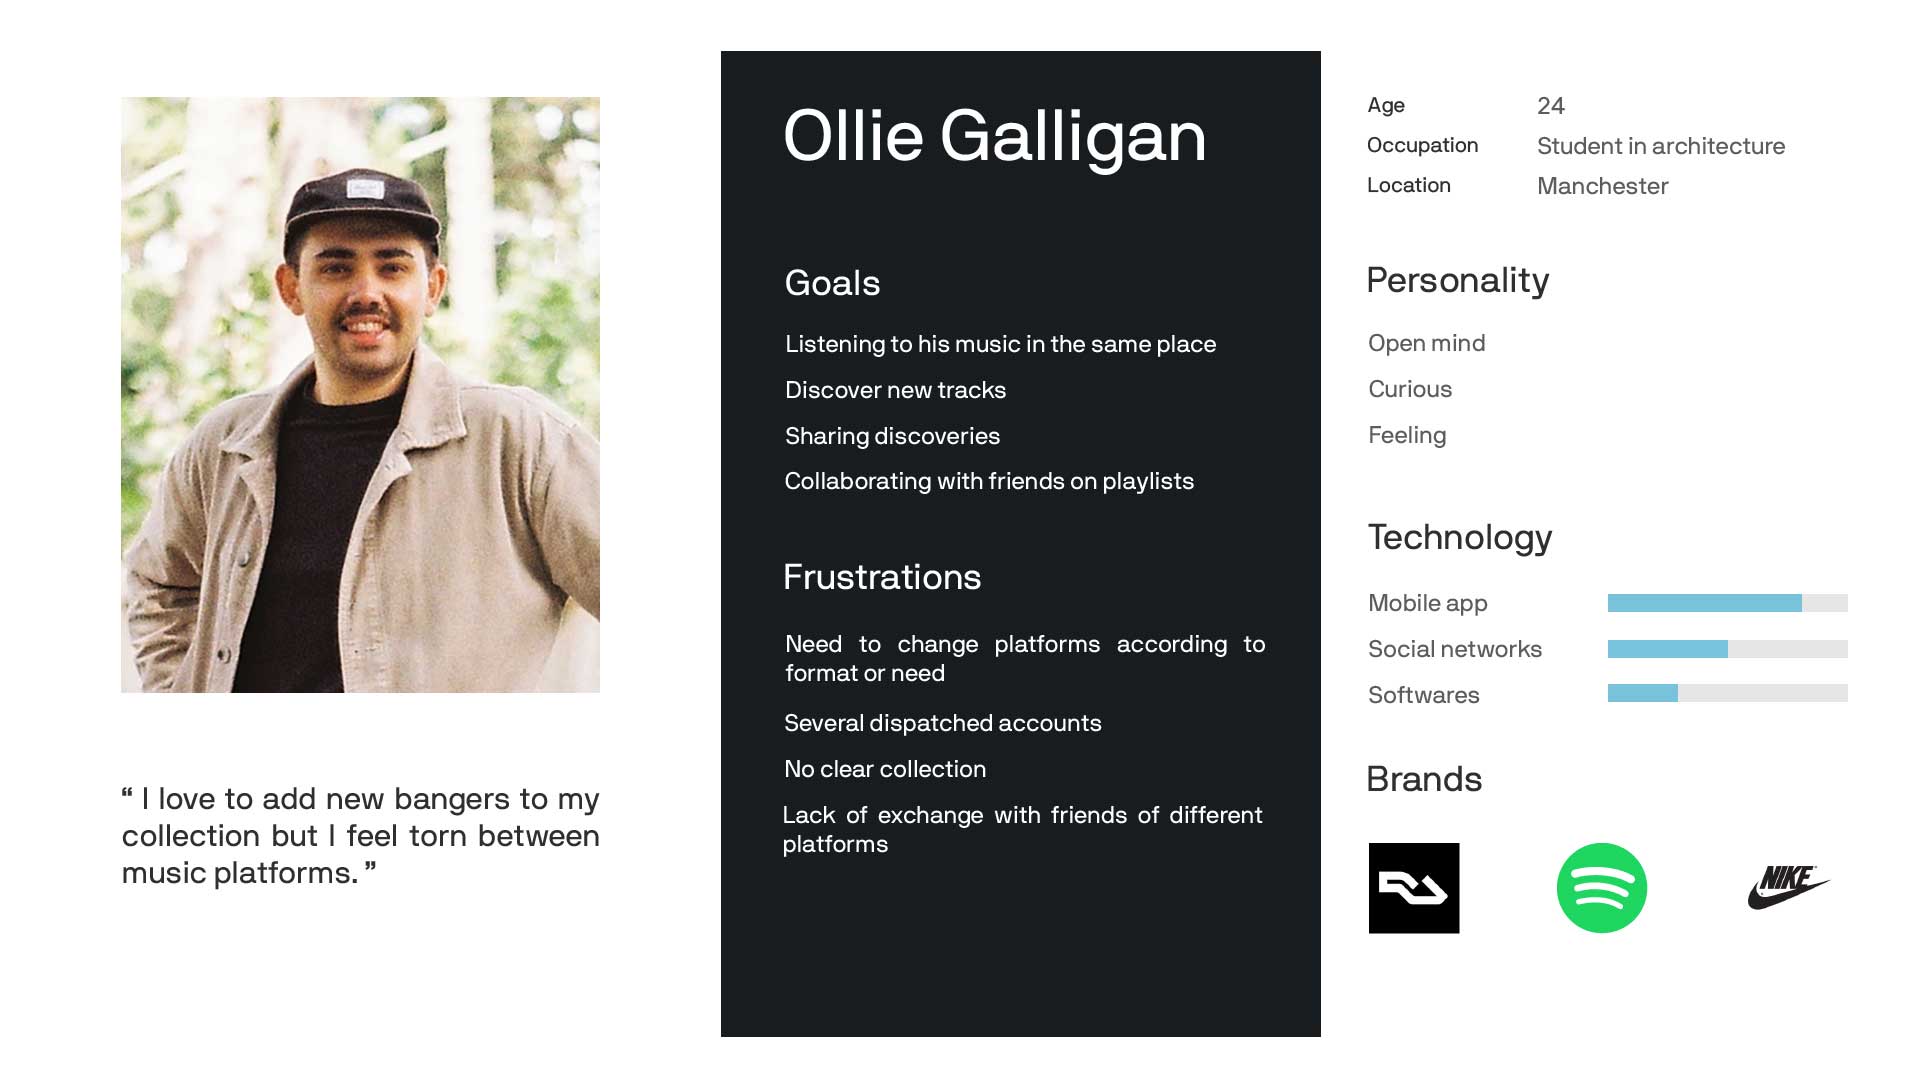 “ I love to add new bangers to my
collection but I feel torn between
music platforms. ”
Ollie Galligan
Goals
Listening to his music in the same place
Discover new tracks
Sharing discoveries
Collaborating with friends on playlists
Frustrations
Need to change platforms according to
format or need
Several dispatched accounts
No clear collection
Lack of exchange with friends of different
platforms
Age 24
Occupation Student in architecture
Location Manchester
Personality
Open mind
Curious
Feeling
Technology
Mobile app
Social networks
Softwares
Brands
NIKE